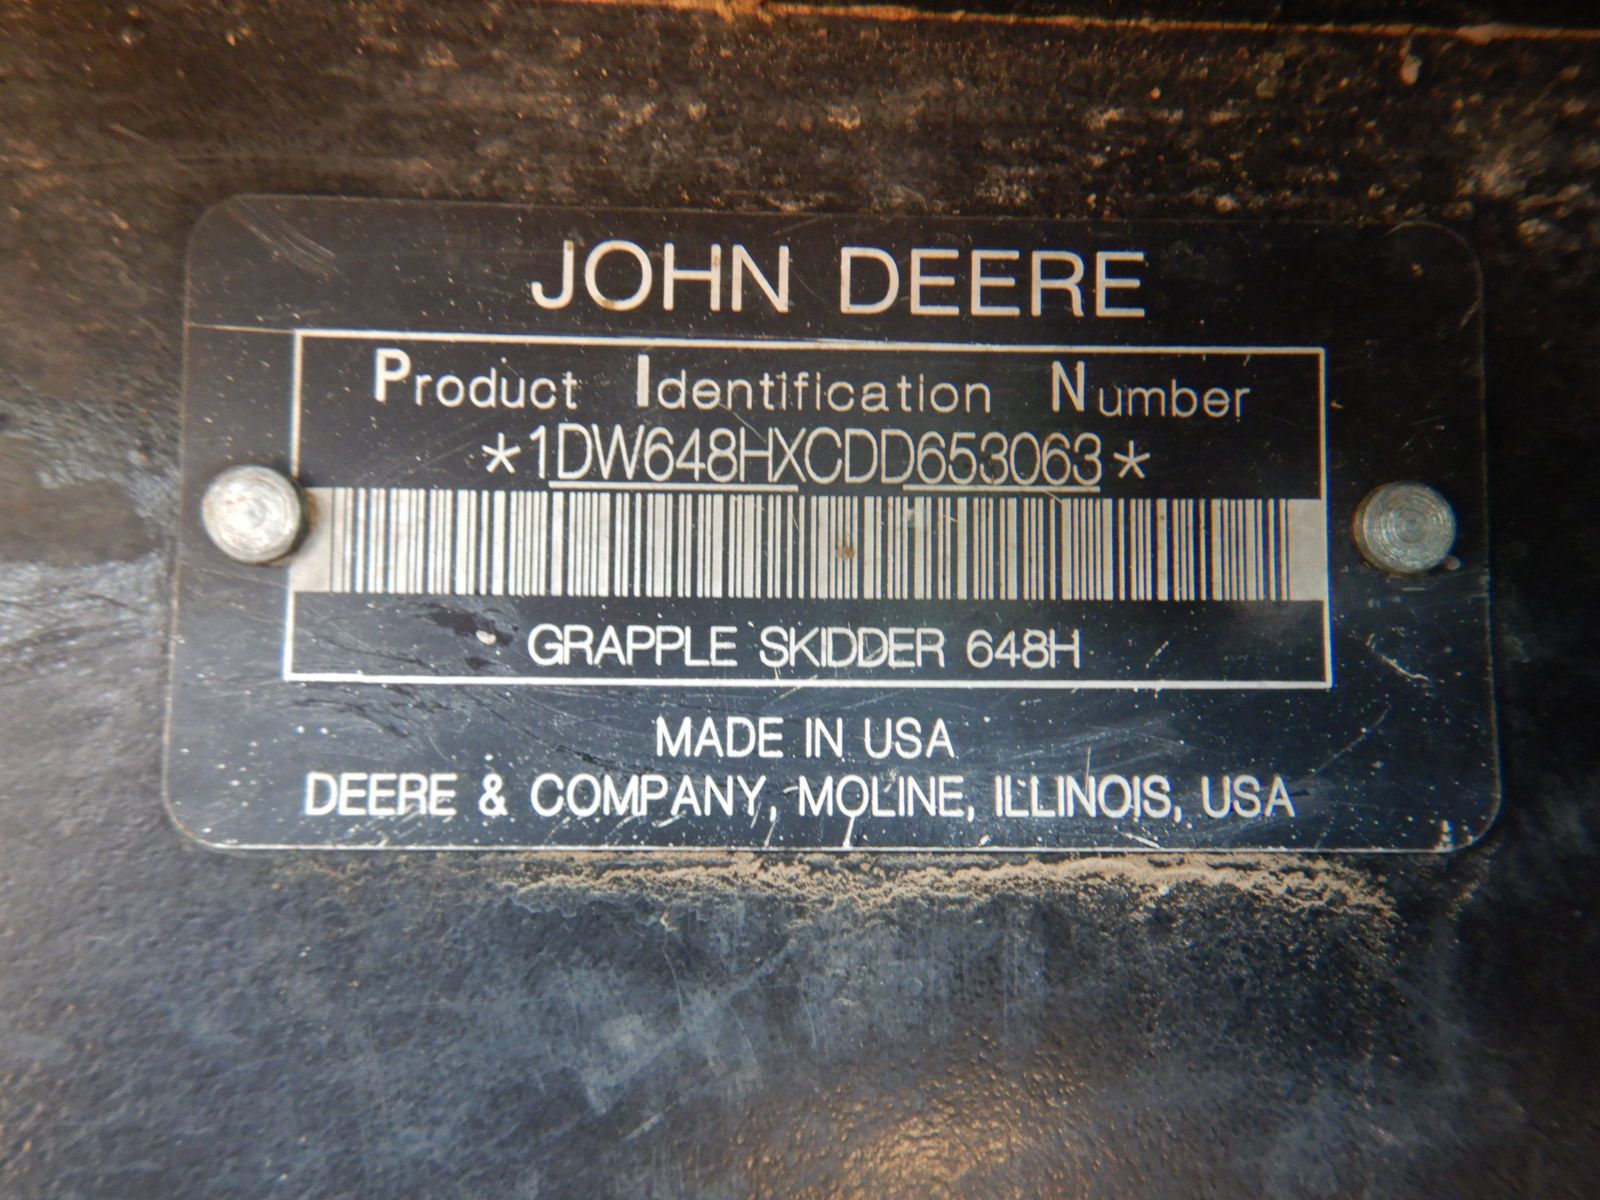 JOHN DEERE
Product Identification Number
*1DW648HXCDD653063*
GRAPPLE SKIDDER 648H
MADE IN USA
DEERE & COMPANY, MOLINE, ILLINOIS, USA